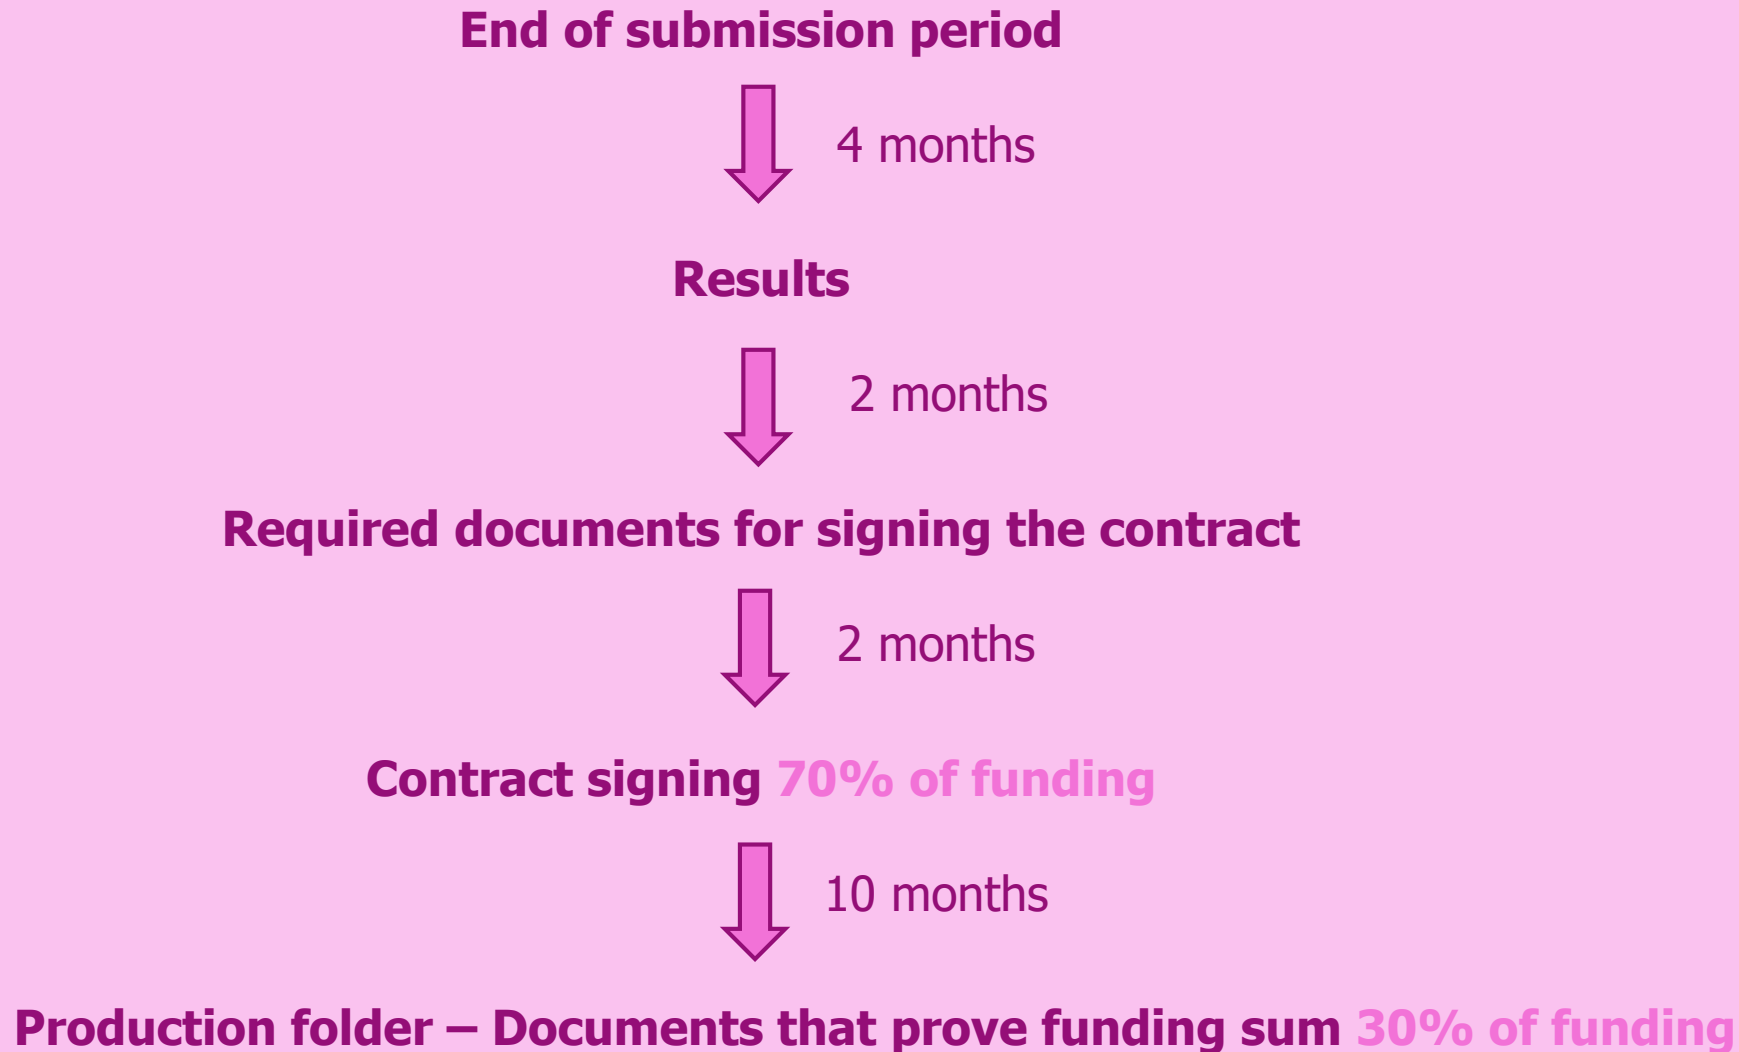 End of submission period
4 months
Results
2 months
Required documents for signing the contract
2 months
Contract signing 70% of funding
10 months
Production folder – Documents that prove funding sum 30% of funding